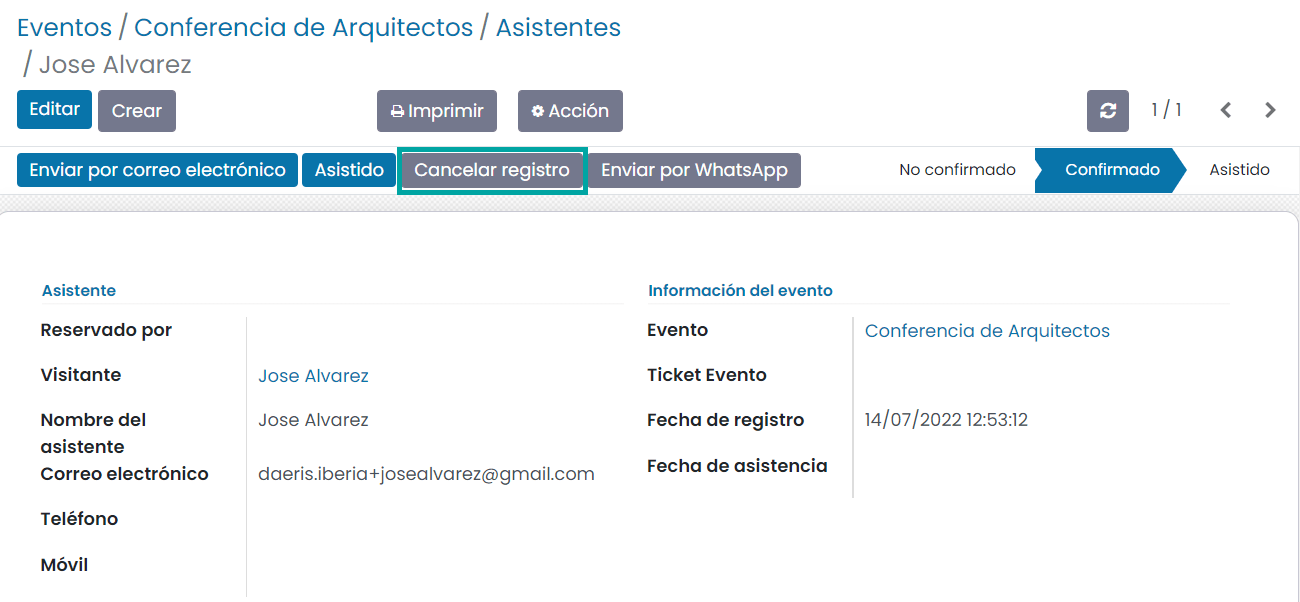 Eventos / Conferencia de Arquitectos / Asistentes
/ Jose Alvarez
Editar Crear Imprimir Acción 1 / 1
Enviar por correo electrónico Asistido Cancelar registro Enviar por WhatsApp No confirmado Confirmado Asistido
Asistente
Reservado por
Visitante Jose Alvarez
Nombre del asistente Jose Alvarez
Correo electrónico daeris.iberia+josealvarez@gmail.com
Teléfono
Móvil
Información del evento
Evento Conferencia de Arquitectos
Ticket Evento
Fecha de registro 14/07/2022 12:53:12
Fecha de asistencia